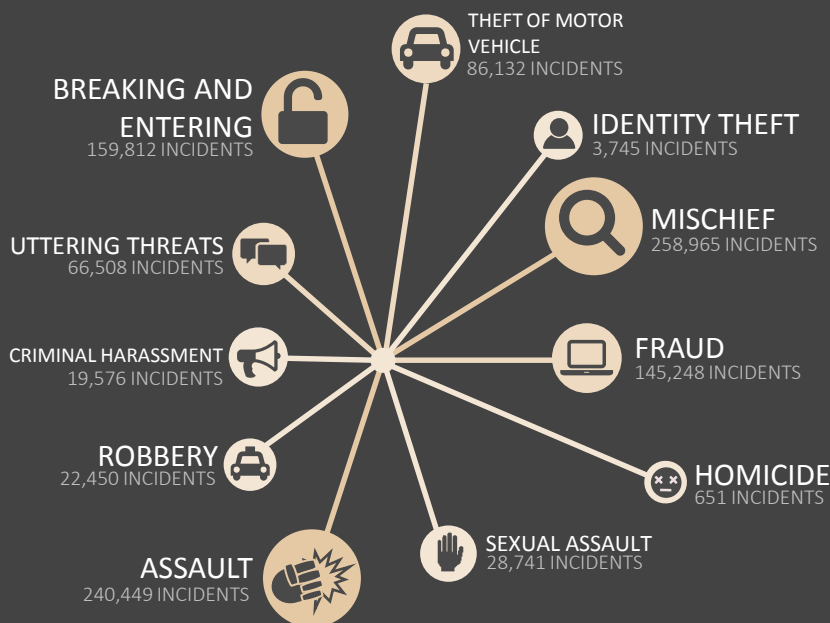 THEFT OF MOTOR
VEHICLE
86,132 INCIDENTS
BREAKING AND
ENTERING
159,812 INCIDENTS
IDENTITY THEFT
3,745 INCIDENTS
MISCHIEF
258,965 INCIDENTS
UTTERING THREATS
66,508 INCIDENTS
CRIMINAL HARASSMENT
19,576 INCIDENTS
FRAUD
145,248 INCIDENTS
ROBBERY
22,450 INCIDENTS
HOMICIDE
651 INCIDENTS
ASSAULT
240,449 INCIDENTS
SEXUAL ASSAULT
28,741 INCIDENTS